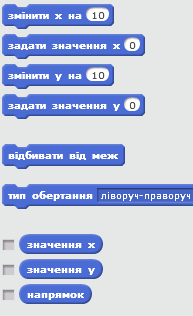 змінити x на 10
задати значення x 0
змінити y на 10
задати значення y 0
відбивати від меж
тип обертання ліворуч-праворуч
значення x
значення y
напрямок